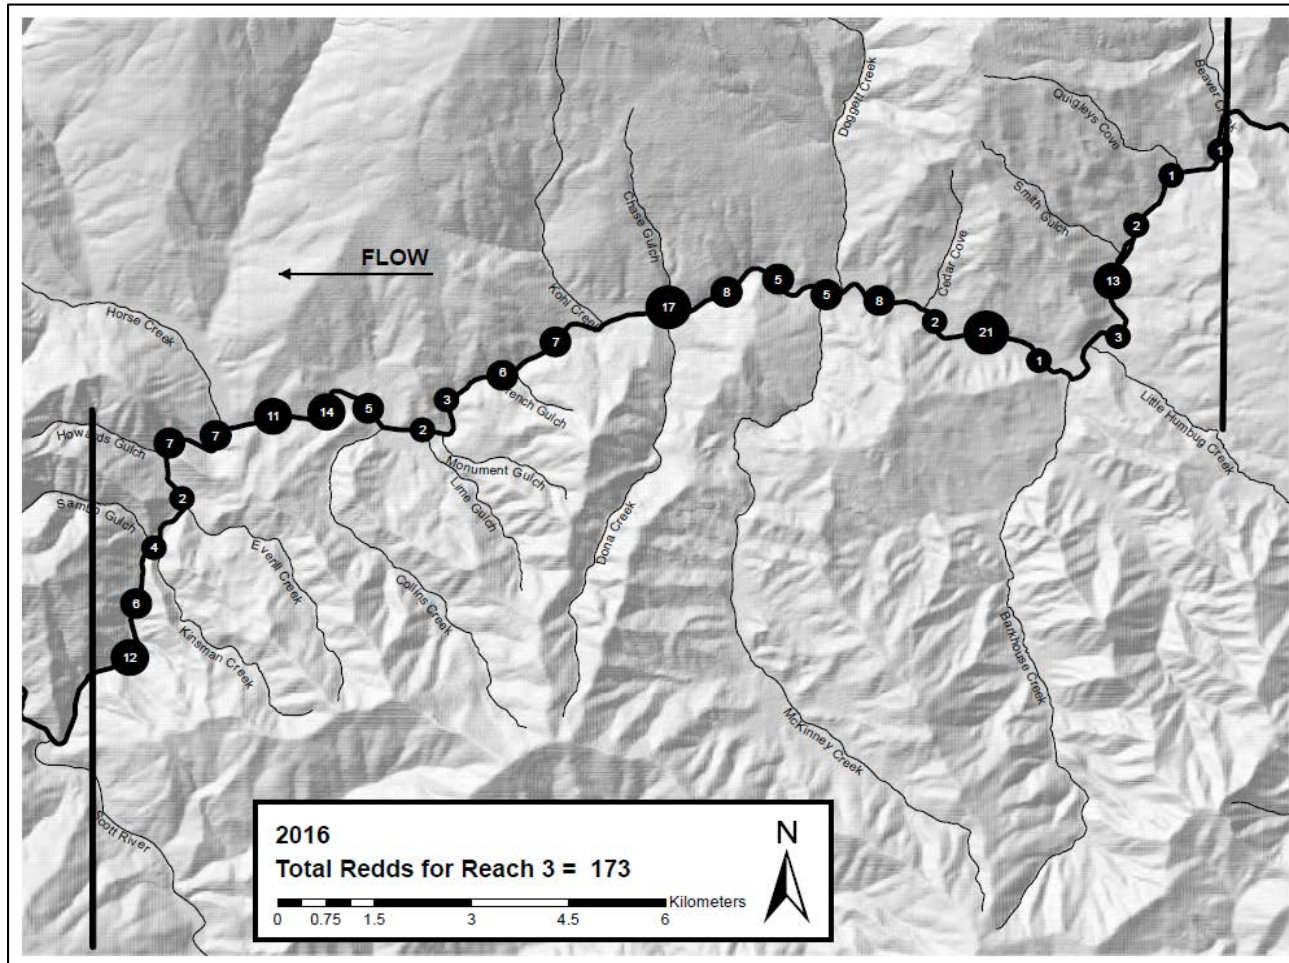 Beaver Creek
Doggett Creek
Quigleys Cove
1
1
Smith Gulch
2
Chase Gulch
FLOW
Cedar Cove
13
5
8
5
8
17
Kohl Creek
2
21
3
Horse Creek
7
1
6
3
French Gulch
Little Humbug Creek
11
14
5
7
7
2
Howards Gulch
Monument Gulch
Lime Gulch
2
Sambo Gulch
Dona Creek
4
Everill Creek
Collins Creek
6
Kinsman Creek
12
Barkhouse Creek
McKinney Creek
Scott River
2016
N
Total Redds for Reach 3 = 173
Kilometers
0 0.75 1.5 3 4.5 6